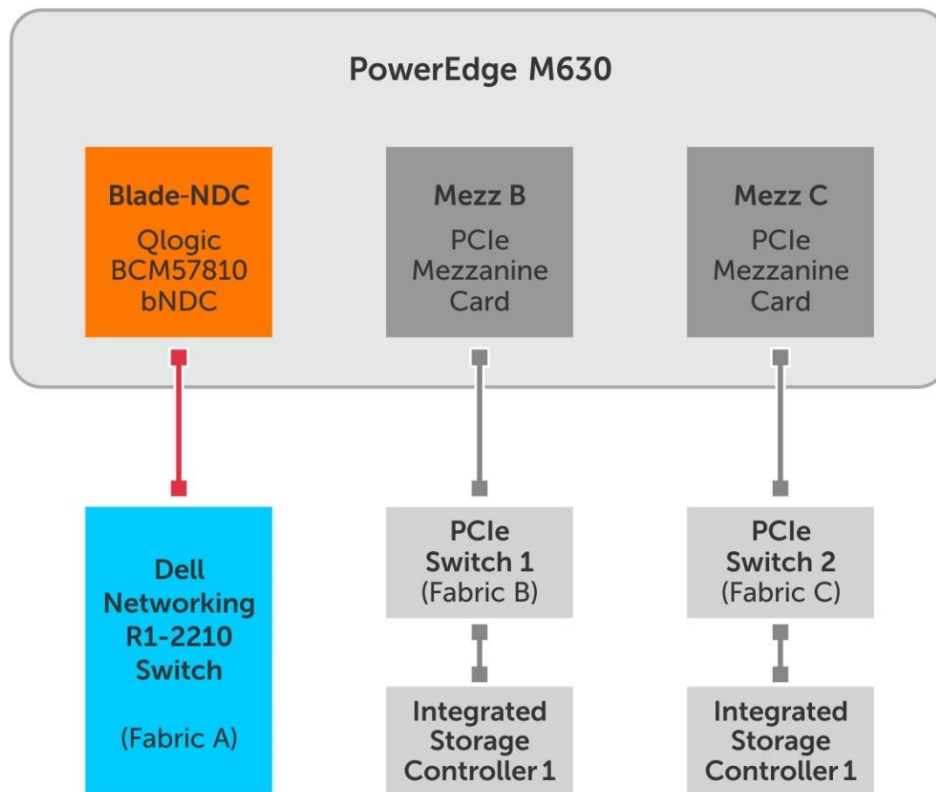 PowerEdge M630
Blade-NDC
Qlogic
BCM57810
bNDC
Mezz B
PCIe
Mezzanine
Card
Mezz C
PCIe
Mezzanine
Card
Dell
Networking
R1-2210
Switch
(Fabric A)
PCIe
Switch 1
(Fabric B)
PCIe
Switch 2
(Fabric C)
Integrated
Storage
Controller 1
Integrated
Storage
Controller 1